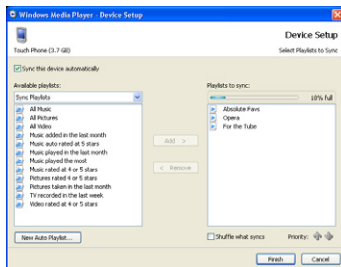 Windows Media Player - Device Setup
Device Setup
Touch Phone (3.7 GB)
Select Playlists to Sync
Sync this device automatically
Available playlists:
Sync Playlists
All Music
All Pictures
All Video
Music added in the last month
Music auto rated at 5 stars
Music played in the last month
Music played the most
Music rated at 4 or 5 stars
Pictures rated 4 or 5 stars
Pictures taken in the last month
TV recorded in the last week
Video rated at 4 or 5 stars
New Auto Playlist...
Add >
< Remove
Playlists to sync:
10% full
Absolute Favs
Opera
For the Tube
Shuffle what syncs
Priority:
Finish
Cancel